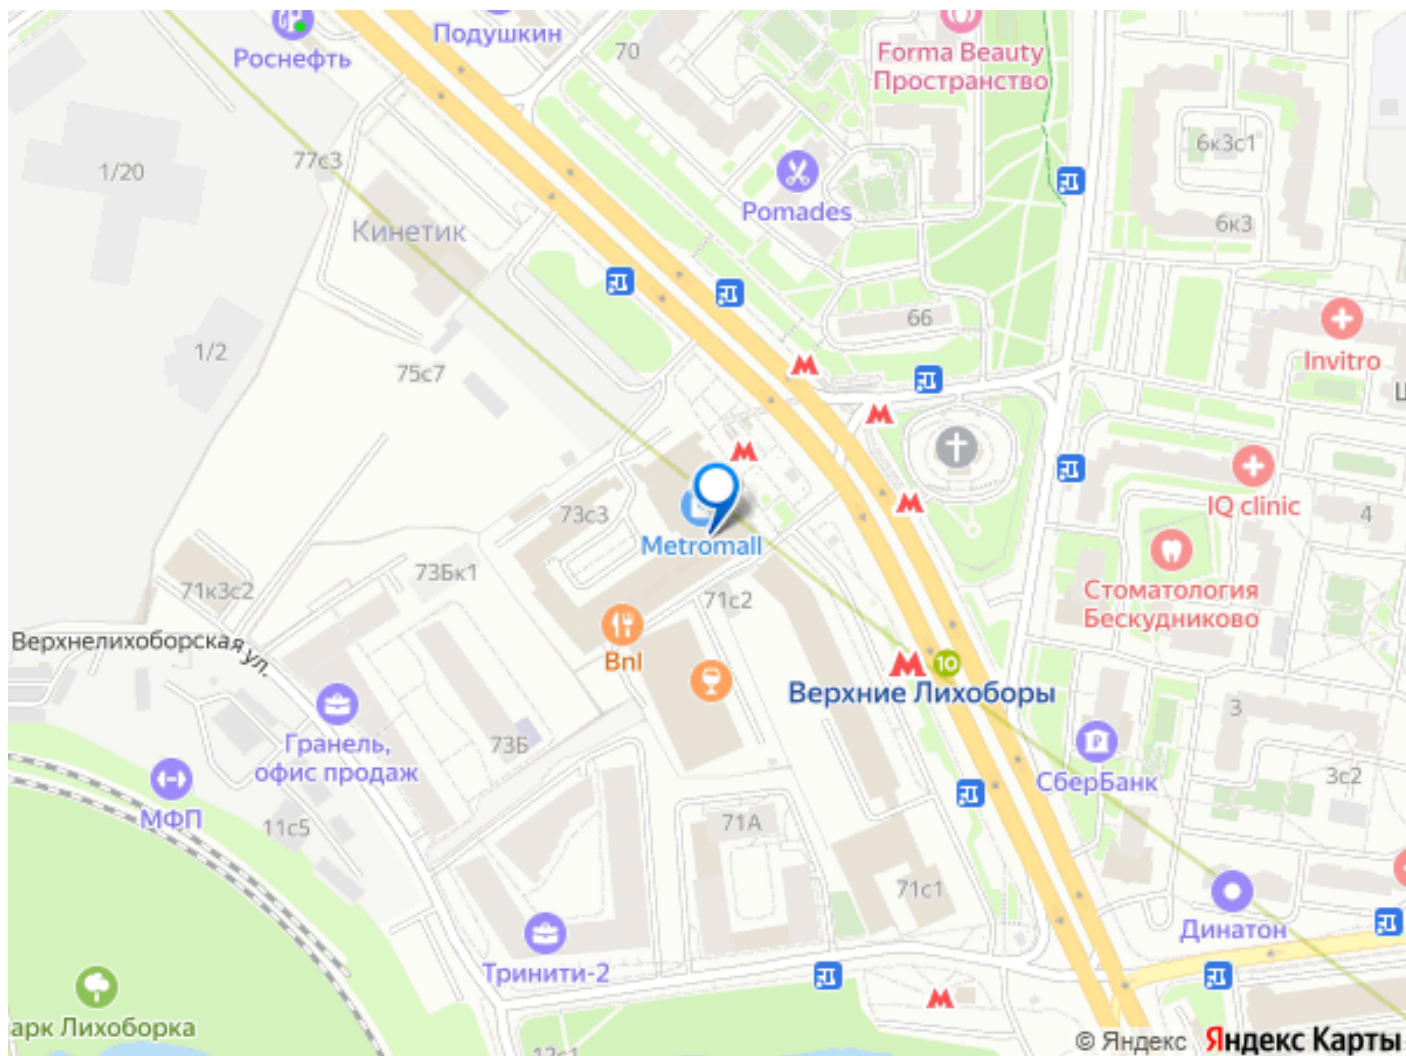 Роснефть
Подушкин
70
Forma Beauty
Пространство
1/20
77с3
6к3с1
Pomades
6к3
Кинетик
66
1/2
75с7
Invitro
73с3
IQ clinic
4
Metromall
71к3с2
73Бк1
71с2
Стоматология
Бескудниково
Верхнелихоборская ул.
Bnl
10
Верхние Лихоборы
3
Гранель,
офис продаж
73Б
СберБанк
3с2
МФП
11с5
71А
71с1
Динатон
Тринити-2
арк Лихоборка
12с1
© Яндекс Яндекс Карты